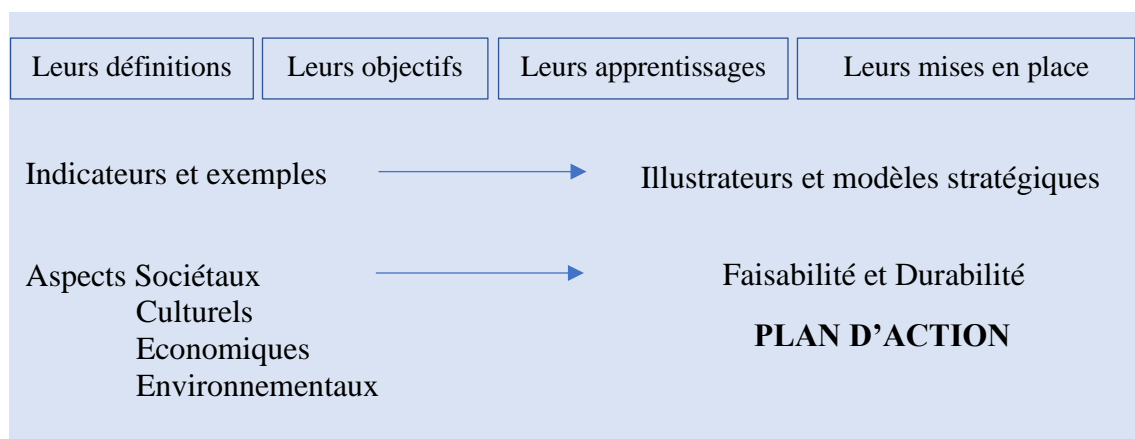 Leurs définitions
Leurs objectifs
Leurs apprentissages
Leurs mises en place
Indicateurs et exemples
Illustrateurs et modèles stratégiques
Aspects Sociétaux
Culturels
Economiques
Environnementaux
Faisabilité et Durabilité
PLAN D’ACTION